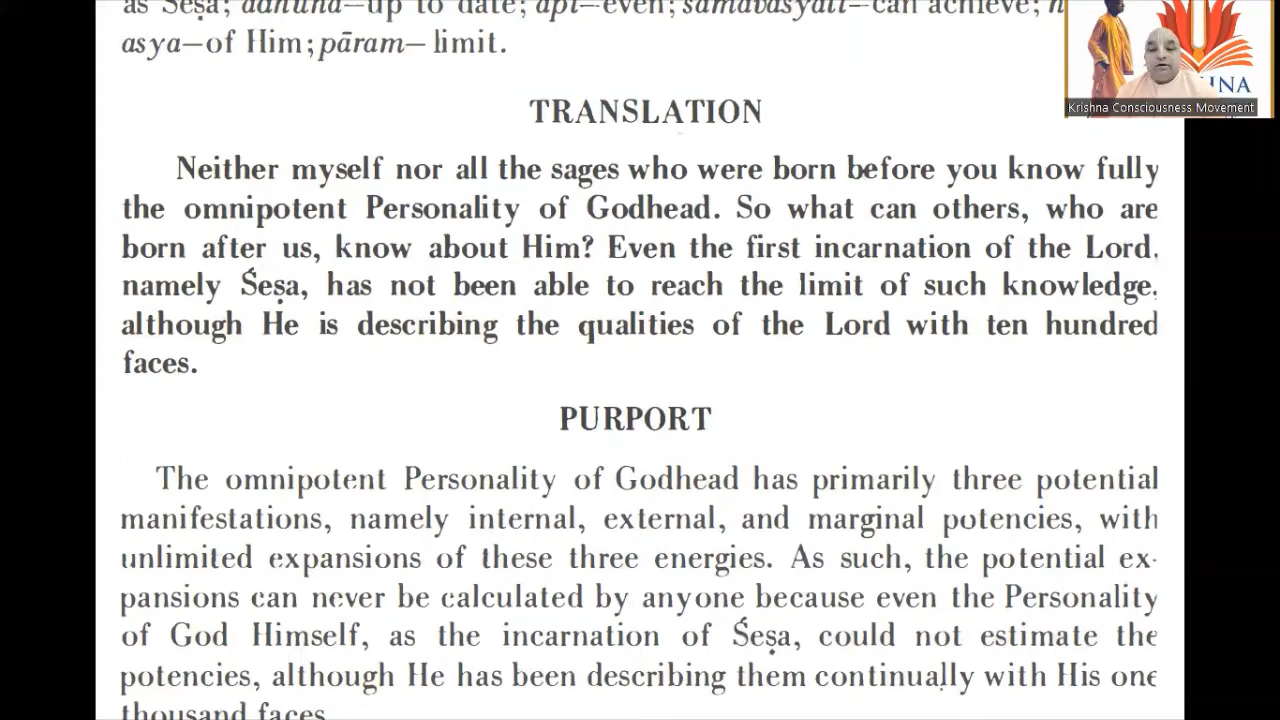 as Śeṣa; adhunā—up to date; api—even; samavasyati—can achieve;
asya—of Him; pāram—limit.
TRANSLATION
Neither myself nor all the sages who were born before you know fully
the omnipotent Personality of Godhead. So what can others, who are
born after us, know about Him? Even the first incarnation of the Lord,
namely Śeṣa, has not been able to reach the limit of such knowledge,
although He is describing the qualities of the Lord with ten hundred
faces.
PURPORT
The omnipotent Personality of Godhead has primarily three potential
manifestations, namely internal, external, and marginal potencies, with
unlimited expansions of these three energies. As such, the potential ex-
pansions can never be calculated by anyone because even the Personality
of God Himself, as the incarnation of Śeṣa, could not estimate the
potencies, although He has been describing them continually with His one
thousand faces.
NA
Krishna Consciousness Movement